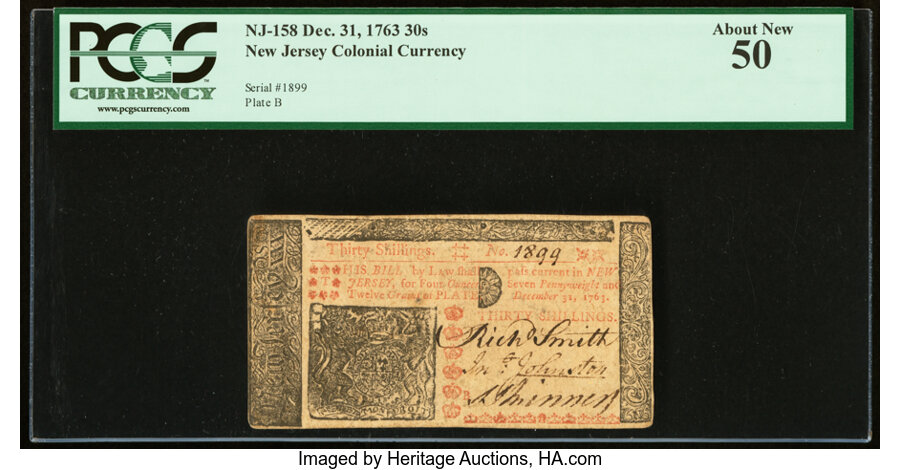 PCGS
CURRENCY
www.pcgscurrency.com
NJ-158 Dec. 31, 1763 30s
New Jersey Colonial Currency
Serial #1899
Plate B
About New
50
Thirty Shillings. No. 1899
THIS BILL by Law shall pass current in NEW
JERSEY, for Four Ounces Seven Pennyweight and
Twelve Grains of PLATE December 31, 1763.
THIRTY SHILLINGS.
Rich^d Smith
Jn^o Johnston
S Skinner
B
Imaged by Heritage Auctions, HA.com